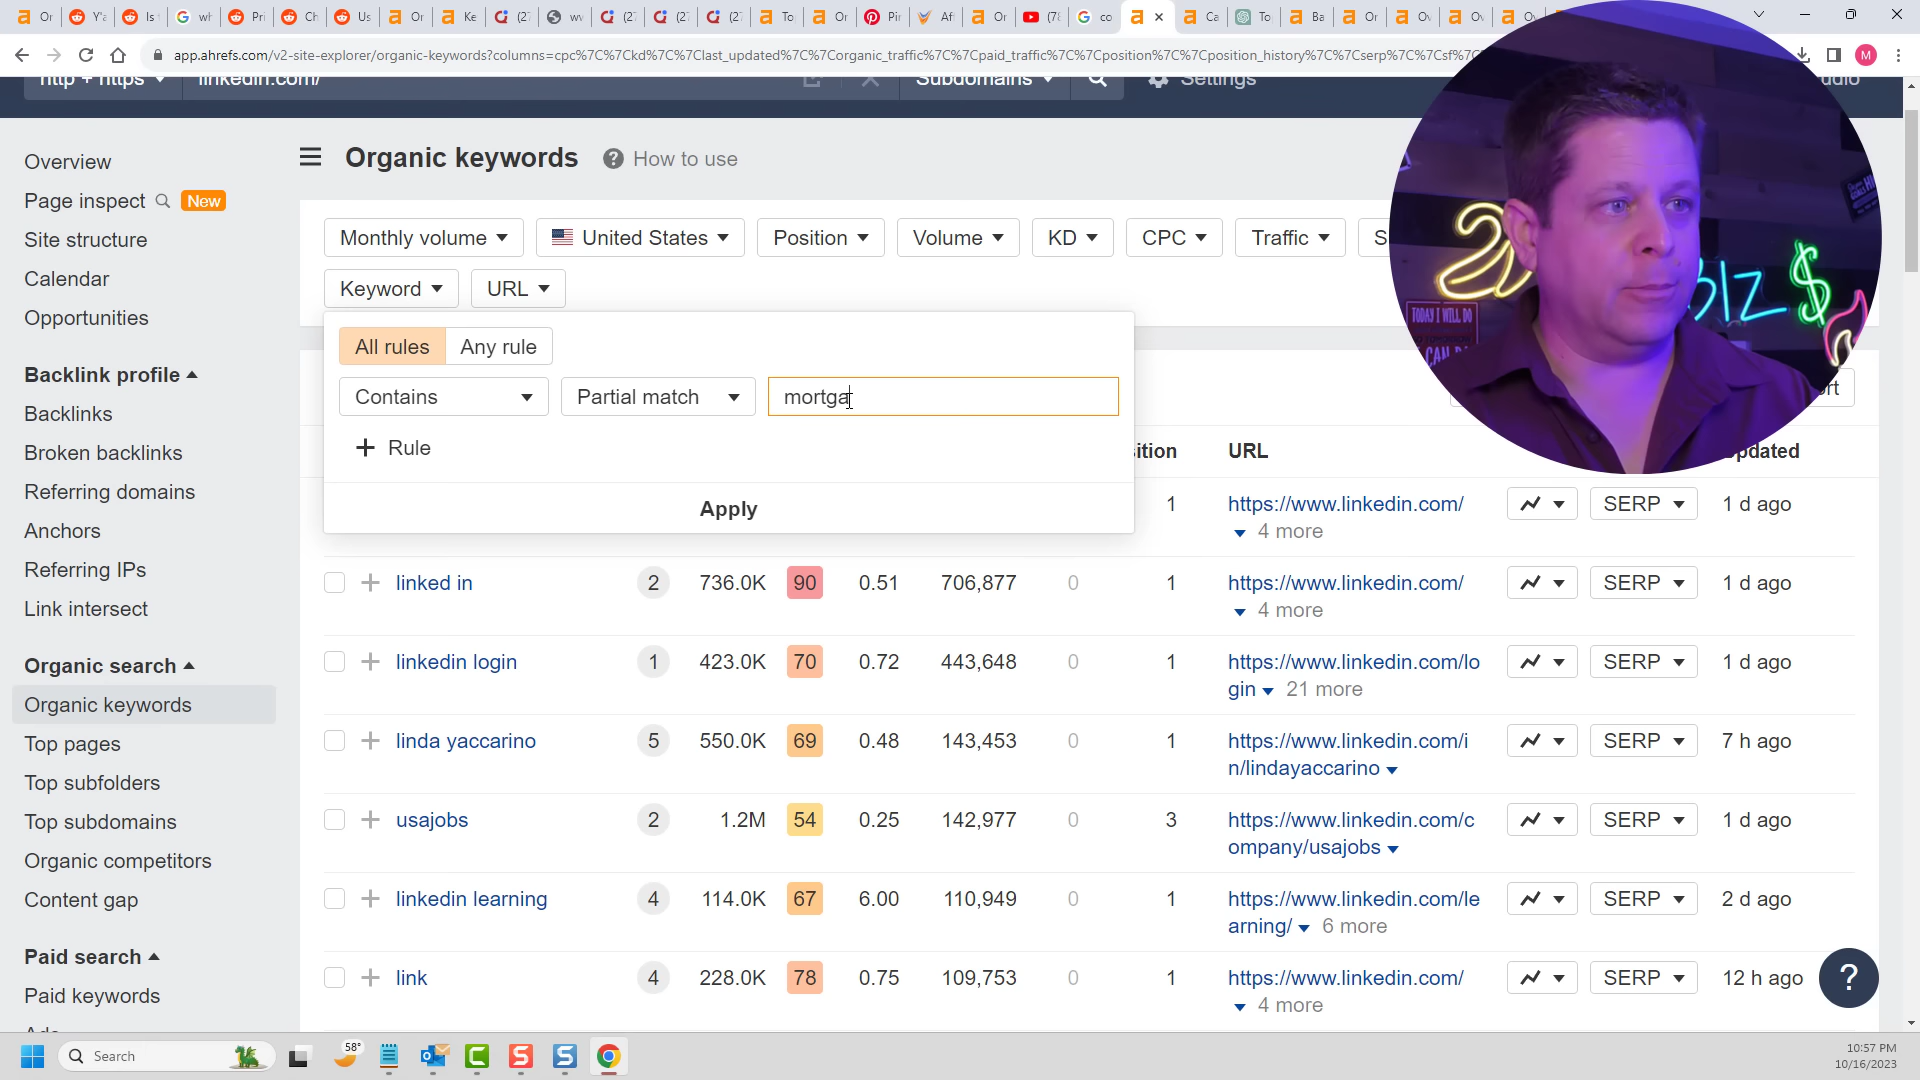 app.ahrefs.com/v2-site-explorer/organic-keywords?columns=cpc%7C%7Ckd%7C%7Clast_updated%7C%7Corganic_traffic%7C%7Cpaid_traffic%7C%7Cposition%7C%7Cposition_history%7C%7Cserp%7C%7Csf%7C
M
http + https linkedin.com/ Subdomains Settings
Organic keywords ? How to use
Overview
Page inspect New
Site structure
Calendar
Opportunities
Backlink profile
Backlinks
Broken backlinks
Referring domains
Anchors
Referring IPs
Link intersect
Organic search
Organic keywords
Top pages
Top subfolders
Top subdomains
Organic competitors
Content gap
Paid search
Paid keywords
Monthly volume United States Position Volume KD CPC Traffic S
Keyword URL
All rules Any rule
Contains Partial match mortga
+ Rule
Apply
URL
1 https://www.linkedin.com/ SERP 1 d ago
4 more
linked in 2 736.0K 90 0.51 706,877 0 1 https://www.linkedin.com/ SERP 1 d ago
4 more
linkedin login 1 423.0K 70 0.72 443,648 0 1 https://www.linkedin.com/lo SERP 1 d ago
gin 21 more
linda yaccarino 5 550.0K 69 0.48 143,453 0 1 https://www.linkedin.com/i SERP 7 h ago
n/lindayaccarino
usajobs 2 1.2M 54 0.25 142,977 0 3 https://www.linkedin.com/c SERP 1 d ago
ompany/usajobs
linkedin learning 4 114.0K 67 6.00 110,949 0 1 https://www.linkedin.com/le SERP 2 d ago
arning/ 6 more
link 4 228.0K 78 0.75 109,753 0 1 https://www.linkedin.com/ SERP 12 h ago
4 more
?
BIZ $
TODAY I WILL DO
Search
58°
10:57 PM
10/16/2023